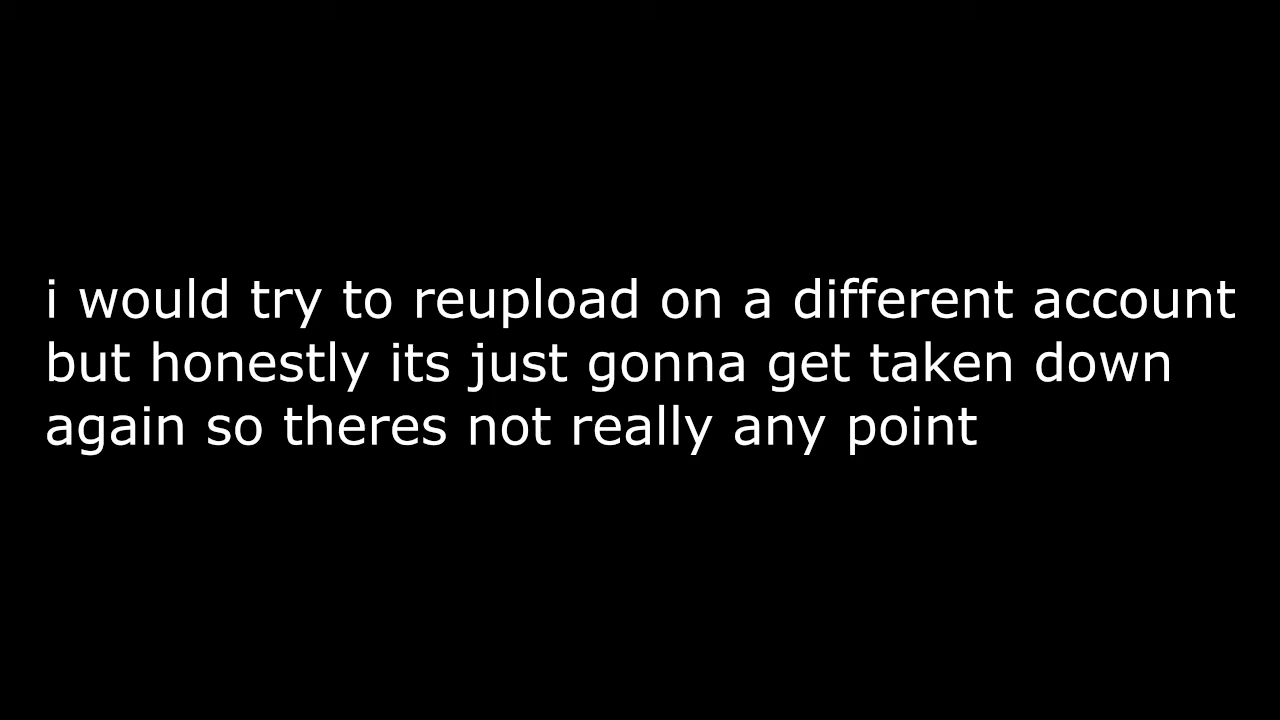 i would try to reupload on a different account
but honestly its just gonna get taken down
again so theres not really any point